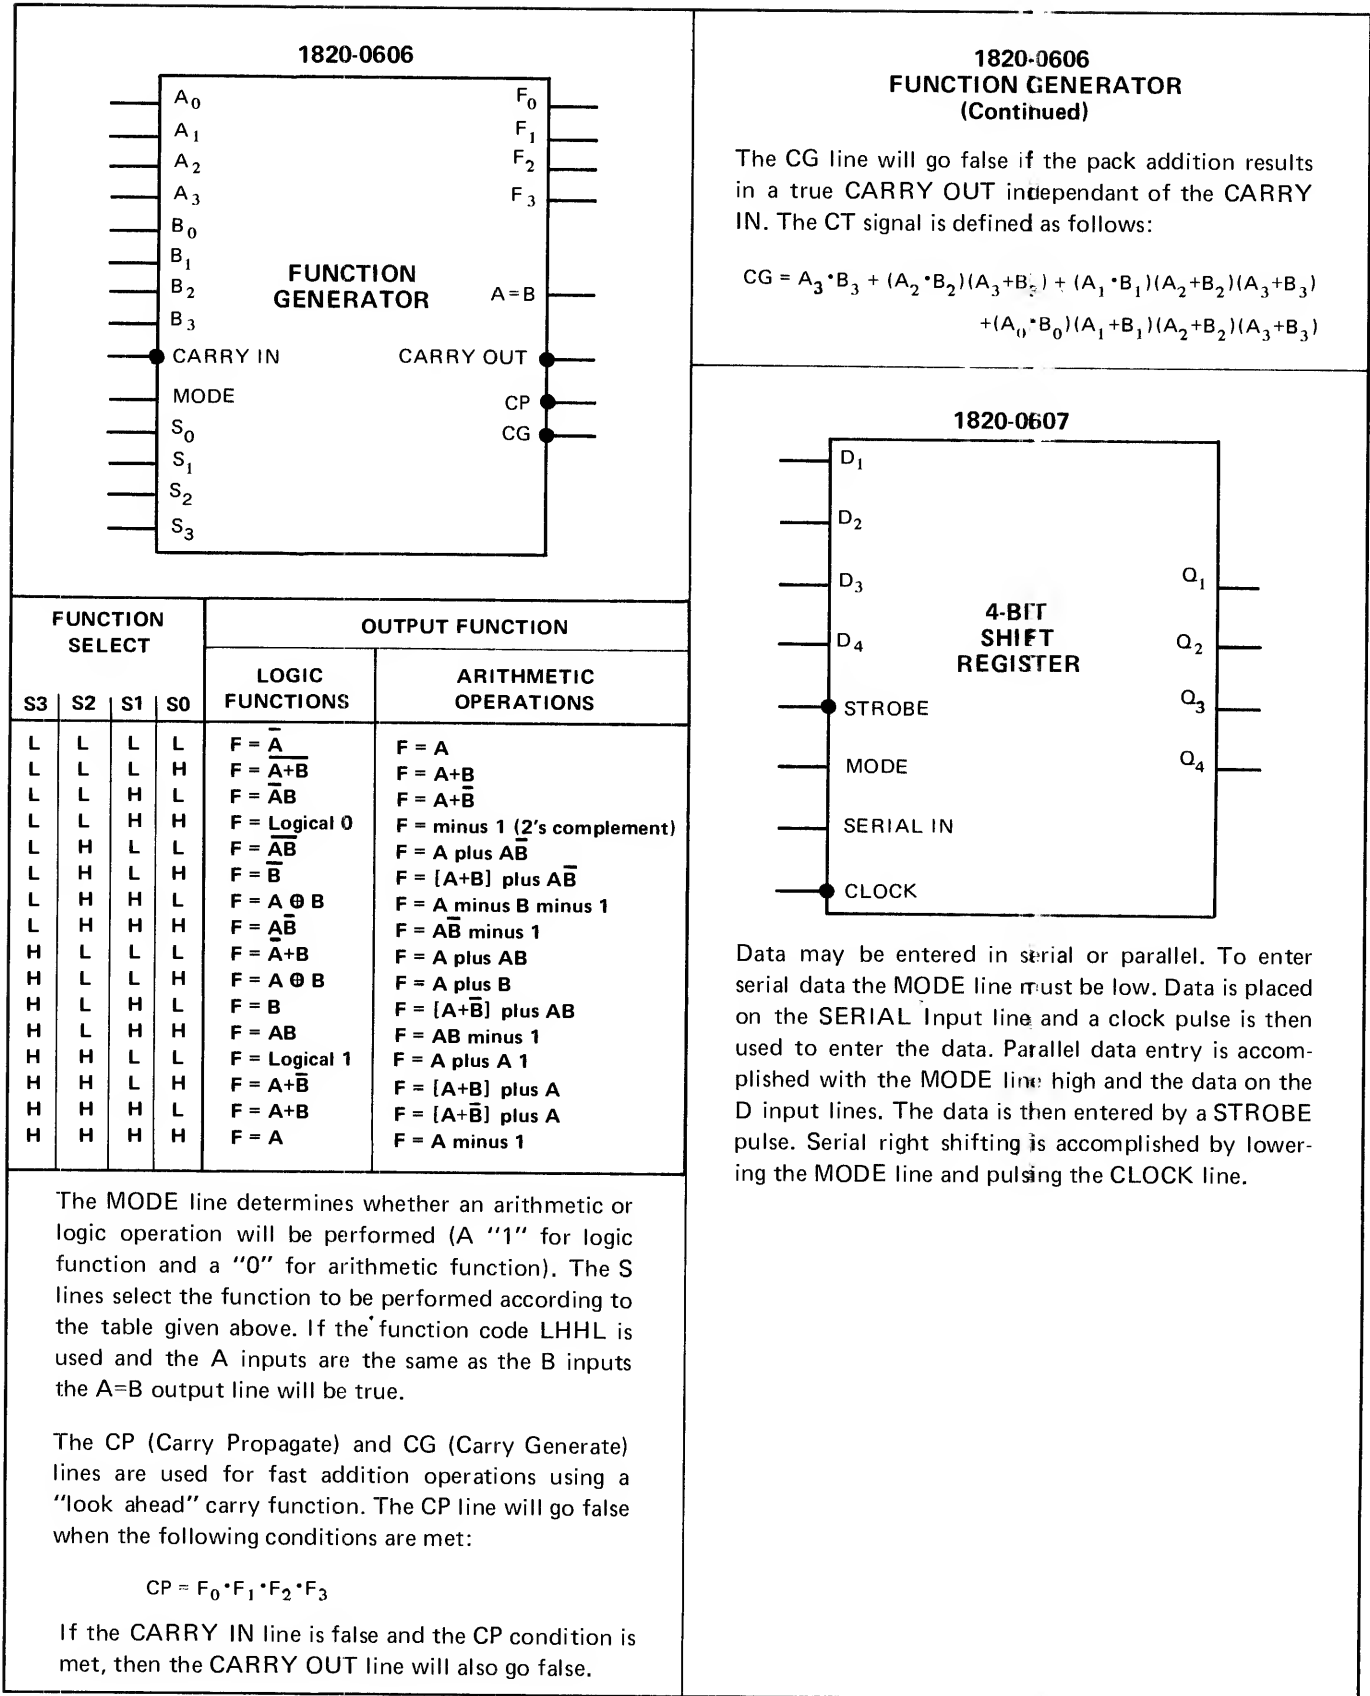 1820-0606
A0 F0
A1 F1
A2 F2
A3 F3
B0
B1
B2
B3
FUNCTION
GENERATOR
A=B
CARRY IN CARRY OUT
MODE CP
S0 CG
S1
S2
S3
FUNCTION SELECT OUTPUT FUNCTION
S3 S2 S1 S0 LOGIC FUNCTIONS ARITHMETIC OPERATIONS
L L L L F = A̅ F = A
L L L H F = A̅+̅B̅ F = A+B
L L H L F = A̅B F = A+B̅
L L H H F = Logical 0 F = minus 1 (2's complement)
L H L L F = A̅B̅ F = A plus AB̅
L H L H F = B̅ F = [A+B] plus AB̅
L H H L F = A ⊕ B F = A minus B minus 1
L H H H F = AB̅ F = AB̅ minus 1
H L L L F = A̅+B F = A plus AB
H L L H F = A ⊕ B F = A plus B
H L H L F = B F = [A+B̅] plus AB
H L H H F = AB F = AB minus 1
H H L L F = Logical 1 F = A plus A 1
H H L H F = A+B̅ F = [A+B] plus A
H H H L F = A+B F = [A+B̅] plus A
H H H H F = A F = A minus 1
The MODE line determines whether an arithmetic or
logic operation will be performed (A "1" for logic
function and a "0" for arithmetic function). The S
lines select the function to be performed according to
the table given above. If the function code LHHL is
used and the A inputs are the same as the B inputs
the A=B output line will be true.
The CP (Carry Propagate) and CG (Carry Generate)
lines are used for fast addition operations using a
"look ahead" carry function. The CP line will go false
when the following conditions are met:
CP = F0•F1•F2•F3
If the CARRY IN line is false and the CP condition is
met, then the CARRY OUT line will also go false.
1820-0606
FUNCTION GENERATOR
(Continued)
The CG line will go false if the pack addition results
in a true CARRY OUT independant of the CARRY
IN. The CT signal is defined as follows:
CG = A3•B3 + (A2•B2)(A3+B3) + (A1•B1)(A2+B2)(A3+B3)
+(A0•B0)(A1+B1)(A2+B2)(A3+B3)
1820-0607
D1
D2
D3 Q1
D4 Q2
4-BIT
SHIFT
REGISTER
STROBE Q3
MODE Q4
SERIAL IN
CLOCK
Data may be entered in serial or parallel. To enter
serial data the MODE line must be low. Data is placed
on the SERIAL Input line and a clock pulse is then
used to enter the data. Parallel data entry is accom-
plished with the MODE line high and the data on the
D input lines. The data is then entered by a STROBE
pulse. Serial right shifting is accomplished by lower-
ing the MODE line and pulsing the CLOCK line.